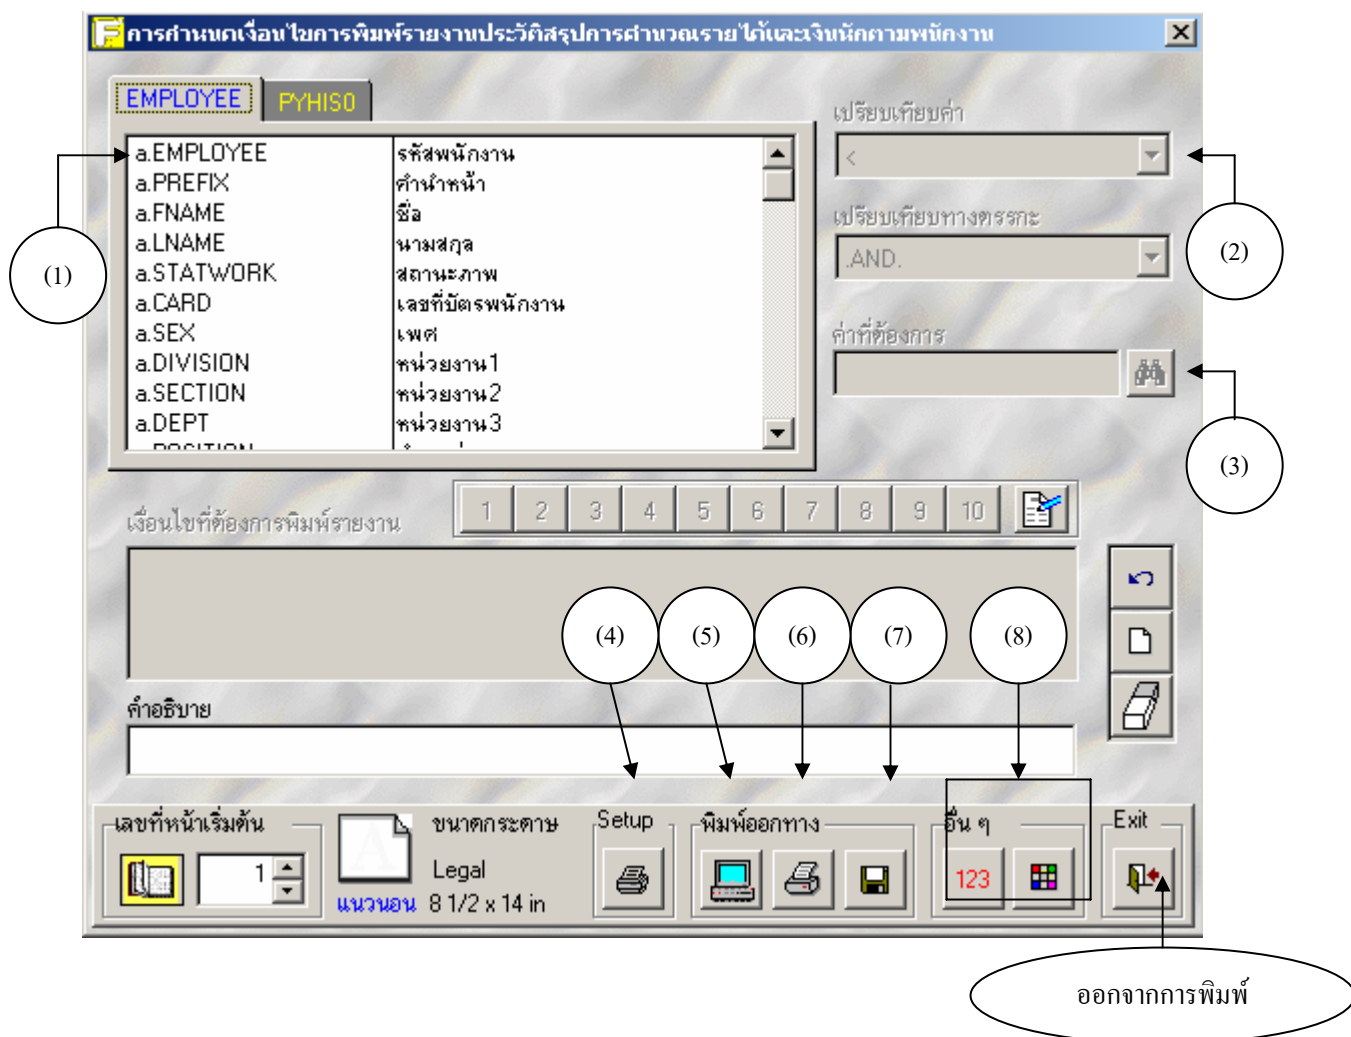 การกำหนดเงื่อนไขการพิมพ์รายงานประวัติสรุปการคำนวณรายได้และเงินหักตามพนักงาน
EMPLOYEE PYHISO
a.EMPLOYEE รหัสพนักงาน
a.PREFIX คำนำหน้า
a.FNAME ชื่อ
a.LNAME นามสกุล
a.STATWORK สถานะภาพ
a.CARD เลขที่บัตรพนักงาน
a.SEX เพศ
a.DIVISION หน่วยงาน1
a.SECTION หน่วยงาน2
a.DEPT หน่วยงาน3
เปรียบเทียบค่า
<
เปรียบเทียบทางตรรกะ
.AND.
ค่าที่ต้องการ
(1)
(2)
(3)
เงื่อนไขที่ต้องการพิมพ์รายงาน
1 2 3 4 5 6 7 8 9 10
(4) (5) (6) (7) (8)
คำอธิบาย
เลขที่หน้าเริ่มต้น
1
แนวนอน
ขนาดกระดาษ
Legal
8 1/2 x 14 in
Setup
พิมพ์ออกทาง
อื่น ๆ
123
Exit
ออกจากการพิมพ์